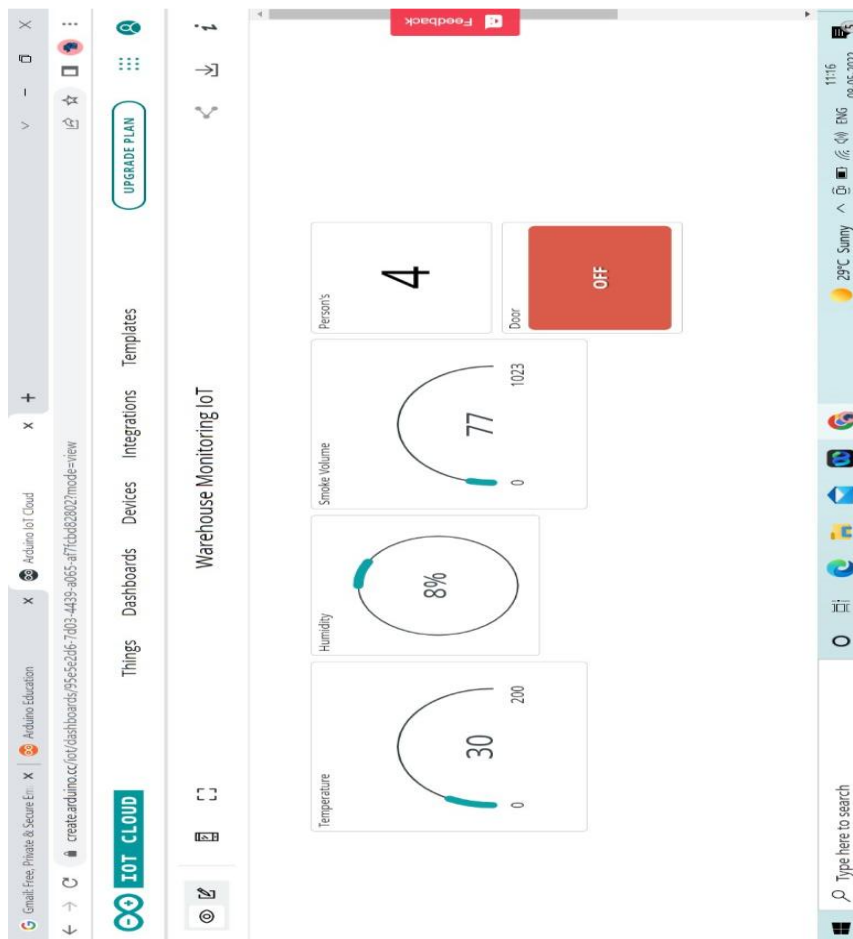 Gmail: Free, Private & Secure Em
Arduino Education
Arduino IoT Cloud
create.arduino.cc/iot/dashboards/95e5e2d6-7d03-4439-a065-af7fcbd82802?mode=view
IOT CLOUD
Things
Dashboards
Devices
Integrations
Templates
UPGRADE PLAN
Warehouse Monitoring IoT
Temperature
30
0
200
Humidity
8%
Smoke Volume
77
0
1023
Person's
4
Door
OFF
Feedback
Type here to search
29°C Sunny
ENG
11:16
5